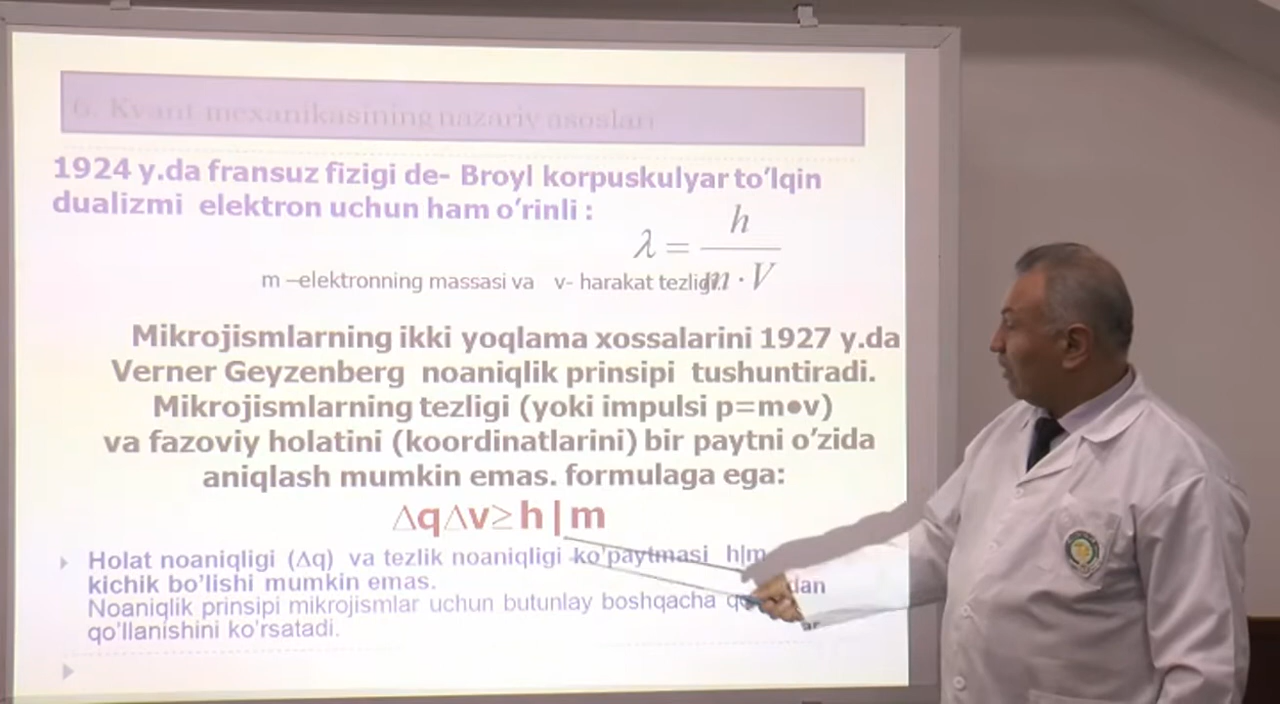 6. Kvant mexanikasining nazariy asoslari
1924 y.da fransuz fizigi de- Broyl korpuskulyar to’lqin
dualizmi elektron uchun ham o’rinli :
λ = h / m · V
m –elektronning massasi va v- harakat tezligi.
Mikrojismlarning ikki yoqlama xossalarini 1927 y.da
Verner Geyzenberg noaniqlik prinsipi tushuntiradi.
Mikrojismlarning tezligi (yoki impulsi p=m●v)
va fazoviy holatini (koordinatlarini) bir paytni o’zida
aniqlash mumkin emas. formulaga ega:
∆q∆v≥h|m
Holat noaniqligi (∆q) va tezlik noaniqligi ko’paytmasi h|m
kichik bo’lishi mumkin emas.
Noaniqlik prinsipi mikrojismlar uchun butunlay boshqacha
qo’llanishini ko’rsatadi.